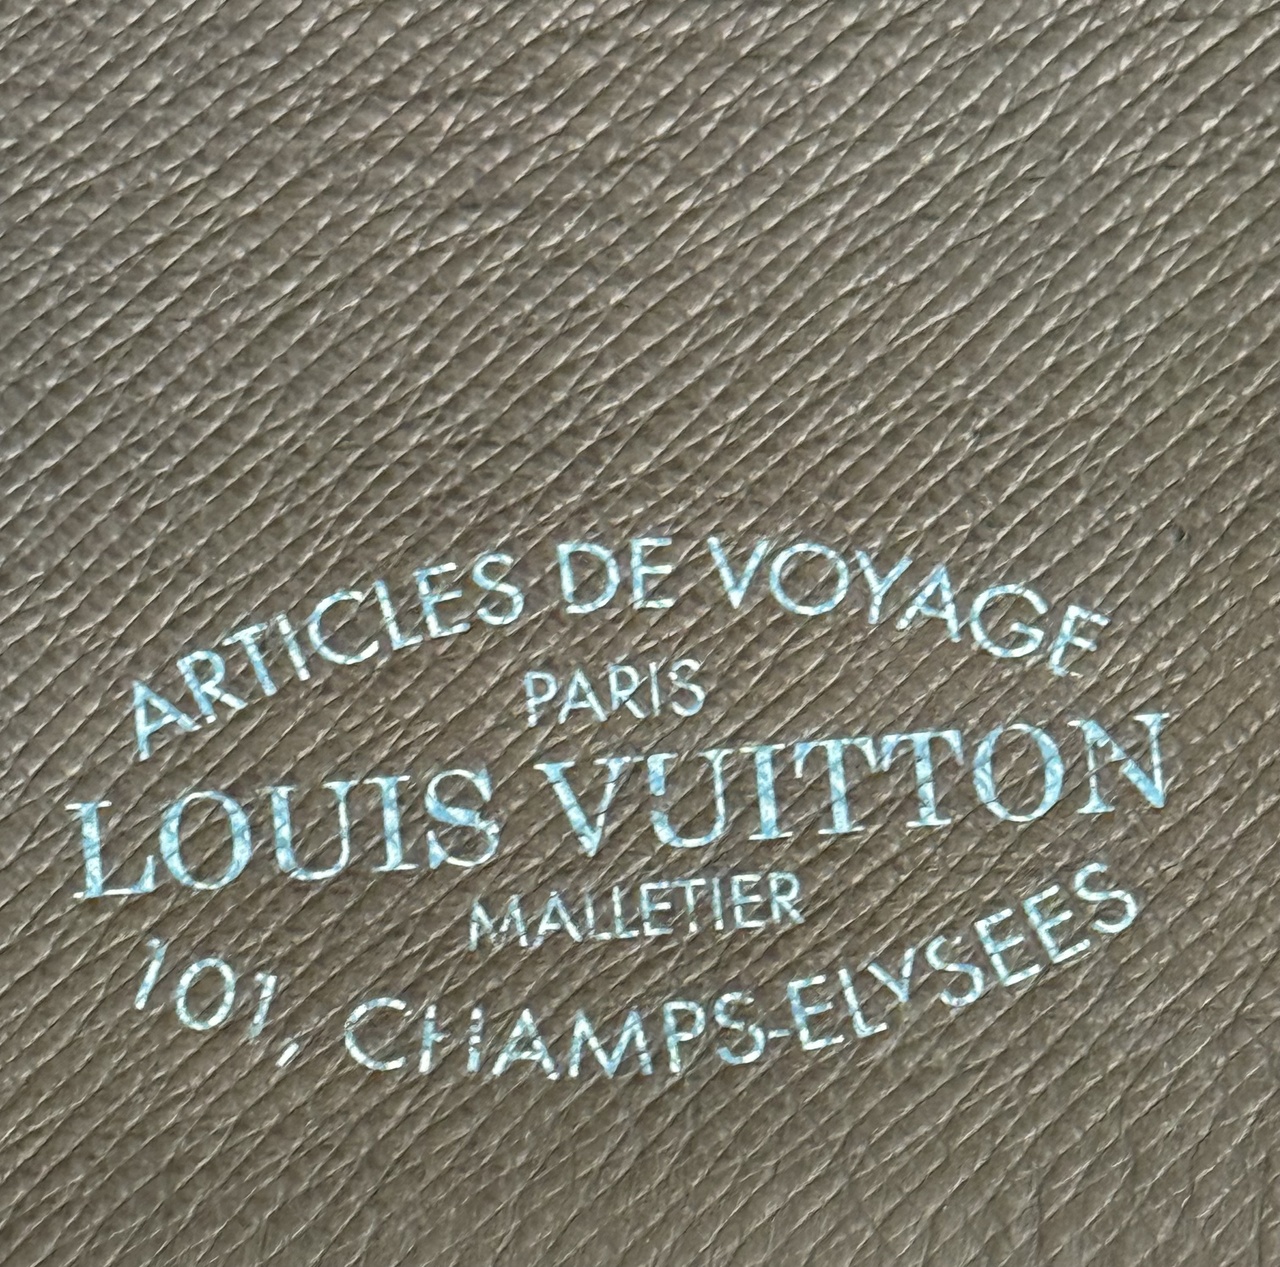 ARTICLES DE VOYAGE
PARIS
LOUIS VUITTON
MALLETIER
101, CHAMPS-ELYSEES